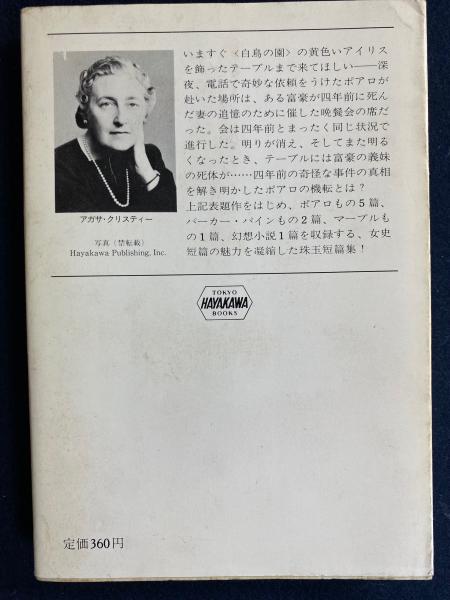 いますぐ〈白鳥の園〉の黄色いアイリス
を飾ったテーブルまで来てほしい――深
夜、電話で奇妙な依頼をうけたポアロが
赴いた場所は、ある富豪が四年前に死ん
だ妻の追憶のために催した晩餐会の席だ
った。会は四年前とまったく同じ状況で
進行した。明りが消え、そしてまた明る
くなったとき、テーブルには富豪の義妹
の死体が……四年前の奇怪な事件の真相
を解き明かしたポアロの機転とは？
上記表題作をはじめ、ポアロもの5篇、
パーカー・パインもの2篇、マープルも
の1篇、幻想小説1篇を収録する、女史
短篇の魅力を凝縮した珠玉短篇集！
アガサ・クリスティー
写真（禁転載）
Hayakawa Publishing, Inc.
TOKYO
HAYAKAWA
BOOKS
定価360円